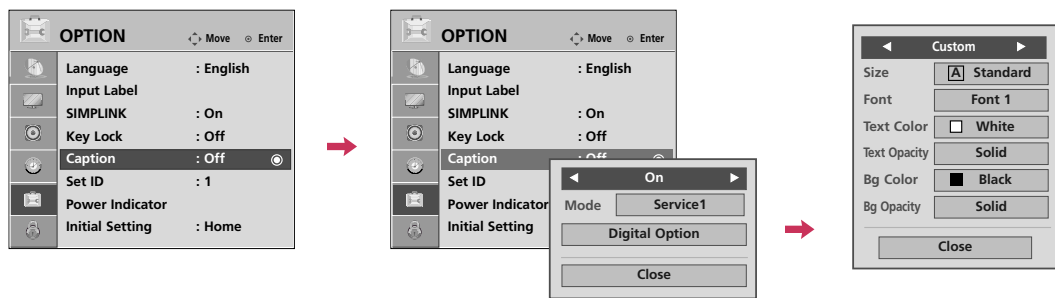 OPTION Move Enter
Language : English
Input Label
SIMPLINK : On
Key Lock : Off
Caption : Off
Set ID : 1
Power Indicator
Initial Setting : Home
OPTION Move Enter
Language : English
Input Label
SIMPLINK : On
Key Lock : Off
Caption : Off
Set ID
Power Indicator
Initial Setting
On
Mode Service1
Digital Option
Close
Custom
Size A Standard
Font Font 1
Text Color White
Text Opacity Solid
Bg Color Black
Bg Opacity Solid
Close